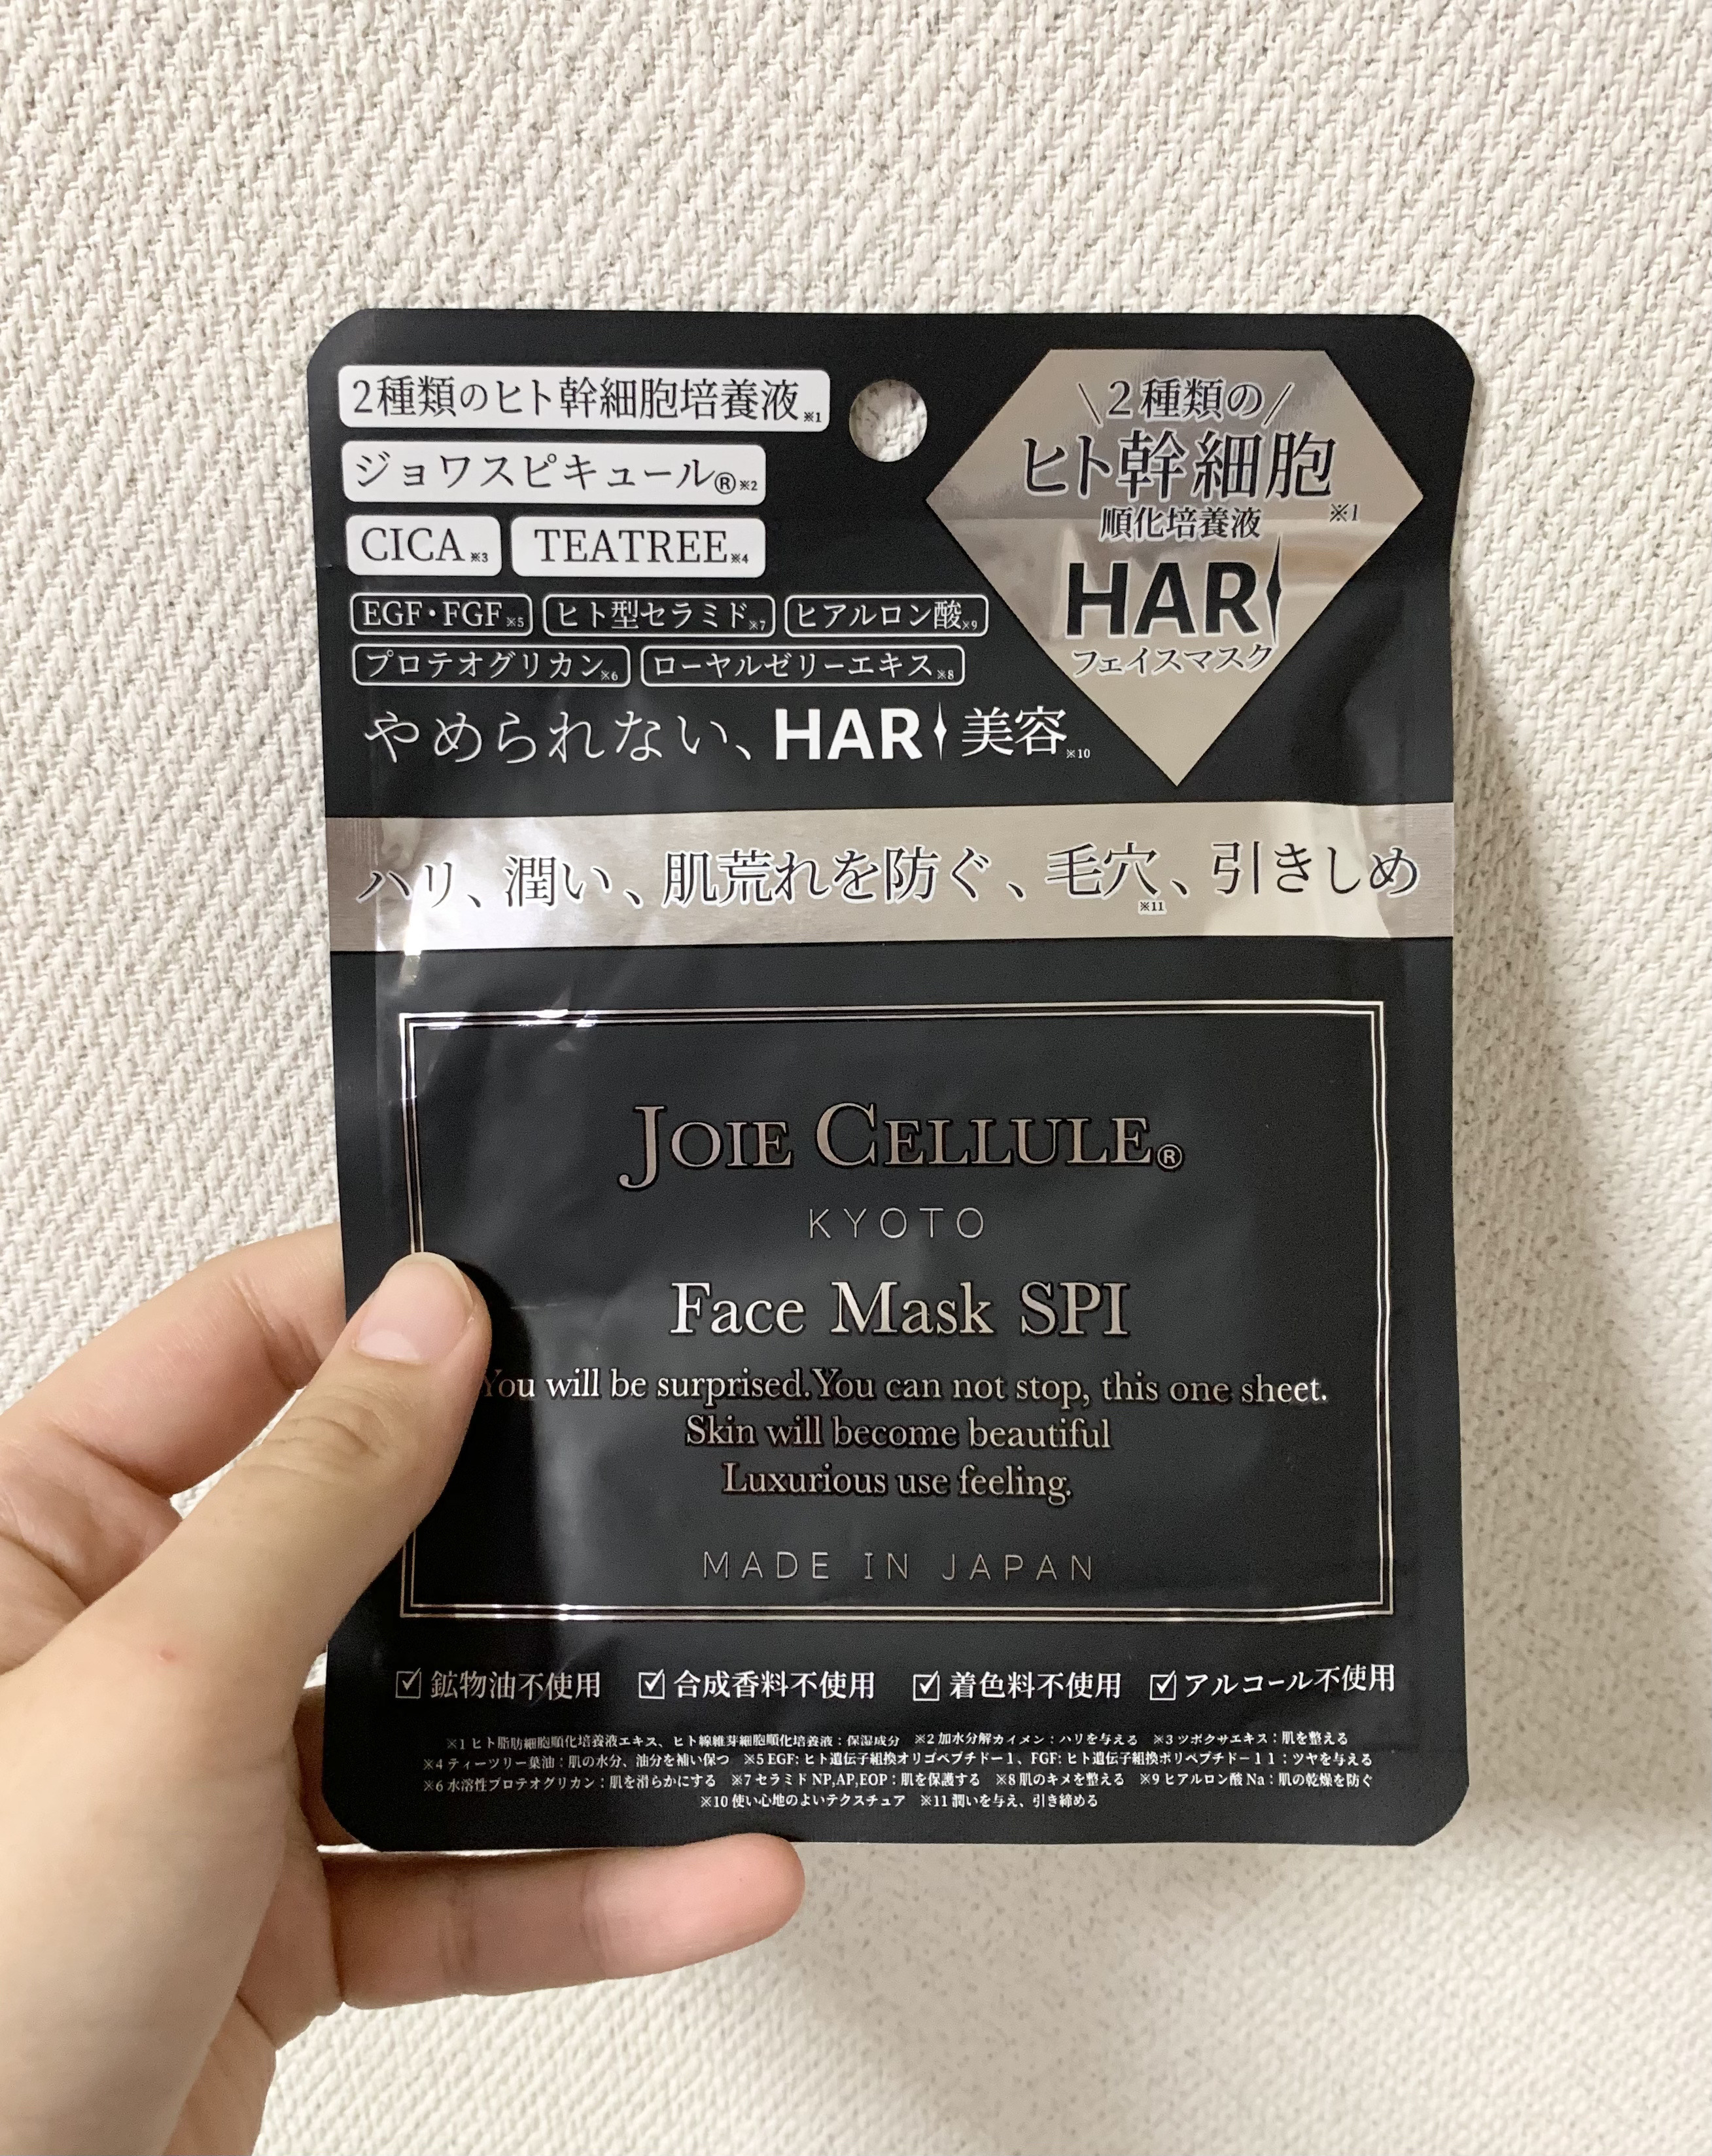 2種類のヒト幹細胞培養液※1
ジョワスピキュール®※2
CICA※3 TEATREE※4
EGF・FGF※5 ヒト型セラミド※7 ヒアルロン酸※9
プロテオグリカン※6 ローヤルゼリーエキス※8
やめられない、HARI美容※10
\2種類の/
ヒト幹細胞※1
順化培養液
HARI
フェイスマスク
ハリ、潤い、肌荒れを防ぐ、毛穴※11、引きしめ
JOIE CELLULE®
KYOTO
Face Mask SPI
You will be surprised.You can not stop, this one sheet.
Skin will become beautiful
Luxurious use feeling.
MADE IN JAPAN
☑鉱物油不使用 ☑合成香料不使用 ☑着色料不使用 ☑アルコール不使用
※1 ヒト脂肪細胞順化培養液エキス、ヒト線維芽細胞順化培養液：保湿成分 ※2 加水分解カイメン：ハリを与える ※3 ツボクサエキス：肌を整える
※4 ティーツリー葉油：肌の水分、油分を補い保つ ※5 EGF: ヒト遺伝子組換オリゴペプチド－1、FGF: ヒト遺伝子組換ポリペプチド－11：ツヤを与える
※6 水溶性プロテオグリカン：肌を滑らかにする ※7 セラミド NP,AP,EOP：肌を保護する ※8 肌のキメを整える ※9 ヒアルロン酸 Na：肌の乾燥を防ぐ
※10 使い心地のよいテクスチュア ※11 潤いを与え、引き締める